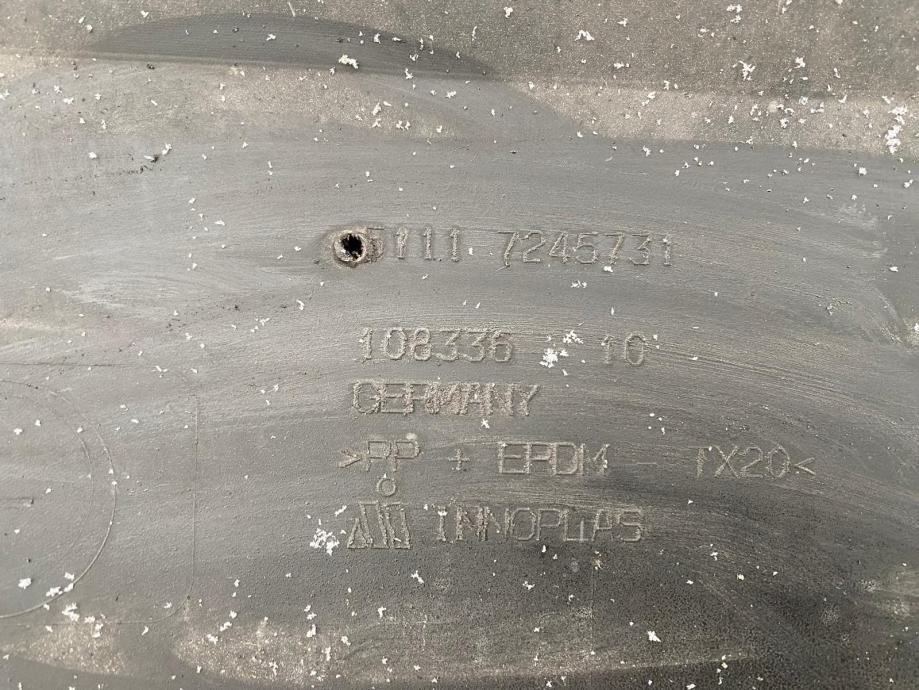 5111 7245731
108336 10
GERMANY
>PP + EPDM - TX20<
INNOPLAS